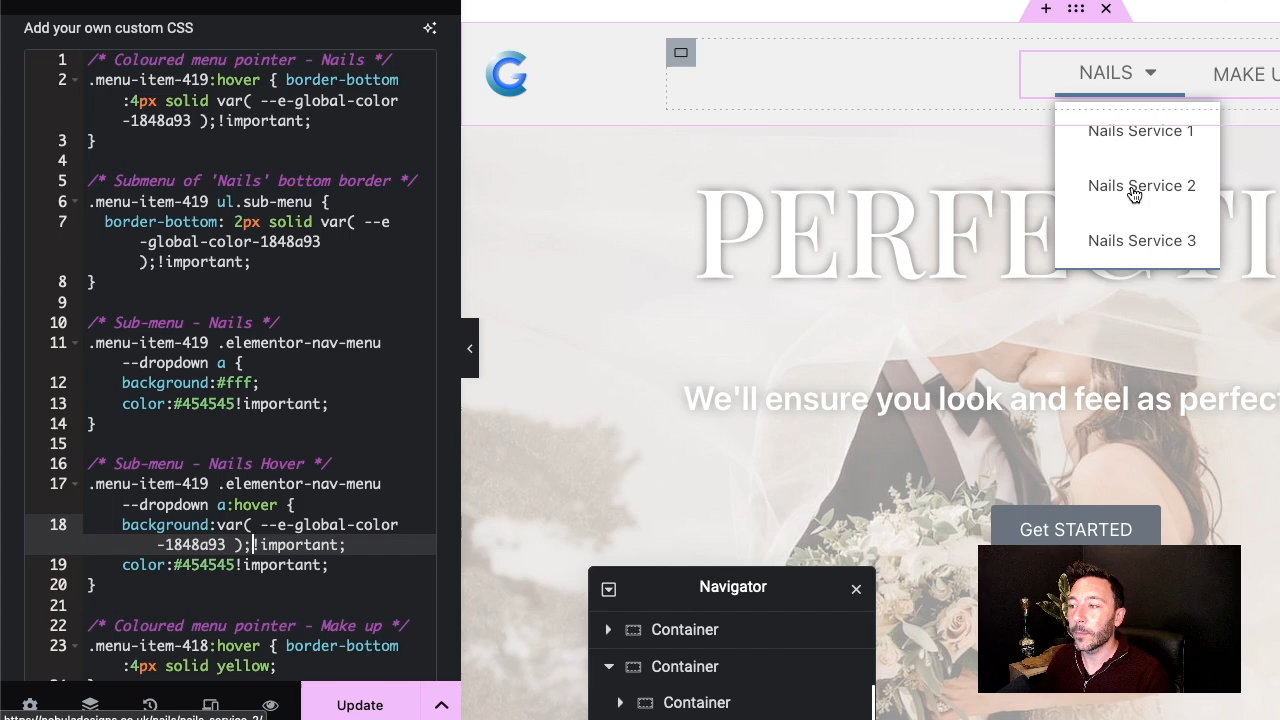 Add your own custom CSS
1 /* Coloured menu pointer - Nails */
2 .menu-item-419:hover { border-bottom
:4px solid var( --e-global-color
-1848a93 );!important;
3 }
4
5 /* Submenu of 'Nails' bottom border */
6 .menu-item-419 ul.sub-menu {
7 border-bottom: 2px solid var( --e
-global-color-1848a93
);!important;
8 }
9
10 /* Sub-menu - Nails */
11 .menu-item-419 .elementor-nav-menu
--dropdown a {
12 background:#fff;
13 color:#454545!important;
14 }
15
16 /* Sub-menu - Nails Hover */
17 .menu-item-419 .elementor-nav-menu
--dropdown a:hover {
18 background:var( --e-global-color
-1848a93 );!important;
19 color:#454545!important;
20 }
21
22 /* Coloured menu pointer - Make up */
23 .menu-item-418:hover { border-bottom
:4px solid yellow;
Update
G
NAILS
MAKE U
Nails Service 1
Nails Service 2
Nails Service 3
PERFECTI
We'll ensure you look and feel as perfect
Get STARTED
Navigator
Container
Container
Container